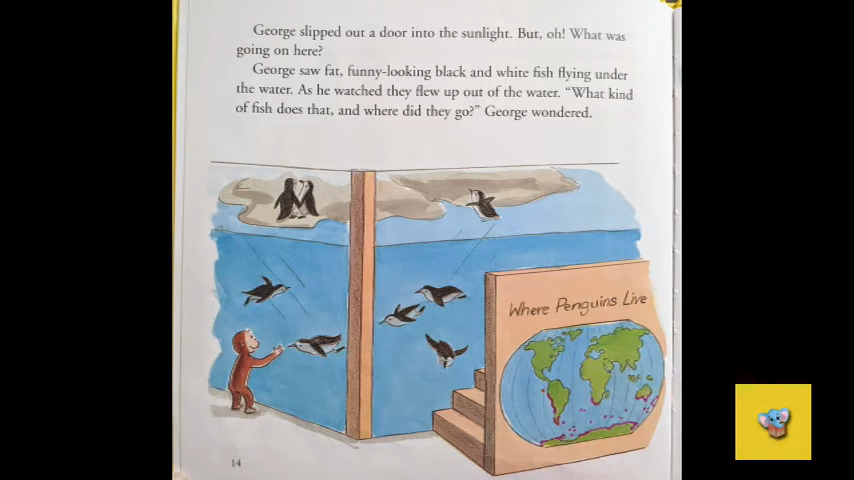 George slipped out a door into the sunlight. But, oh! What was
going on here?
George saw fat, funny-looking black and white fish flying under
the water. As he watched they flew up out of the water. “What kind
of fish does that, and where did they go?” George wondered.
Where Penguins Live
14